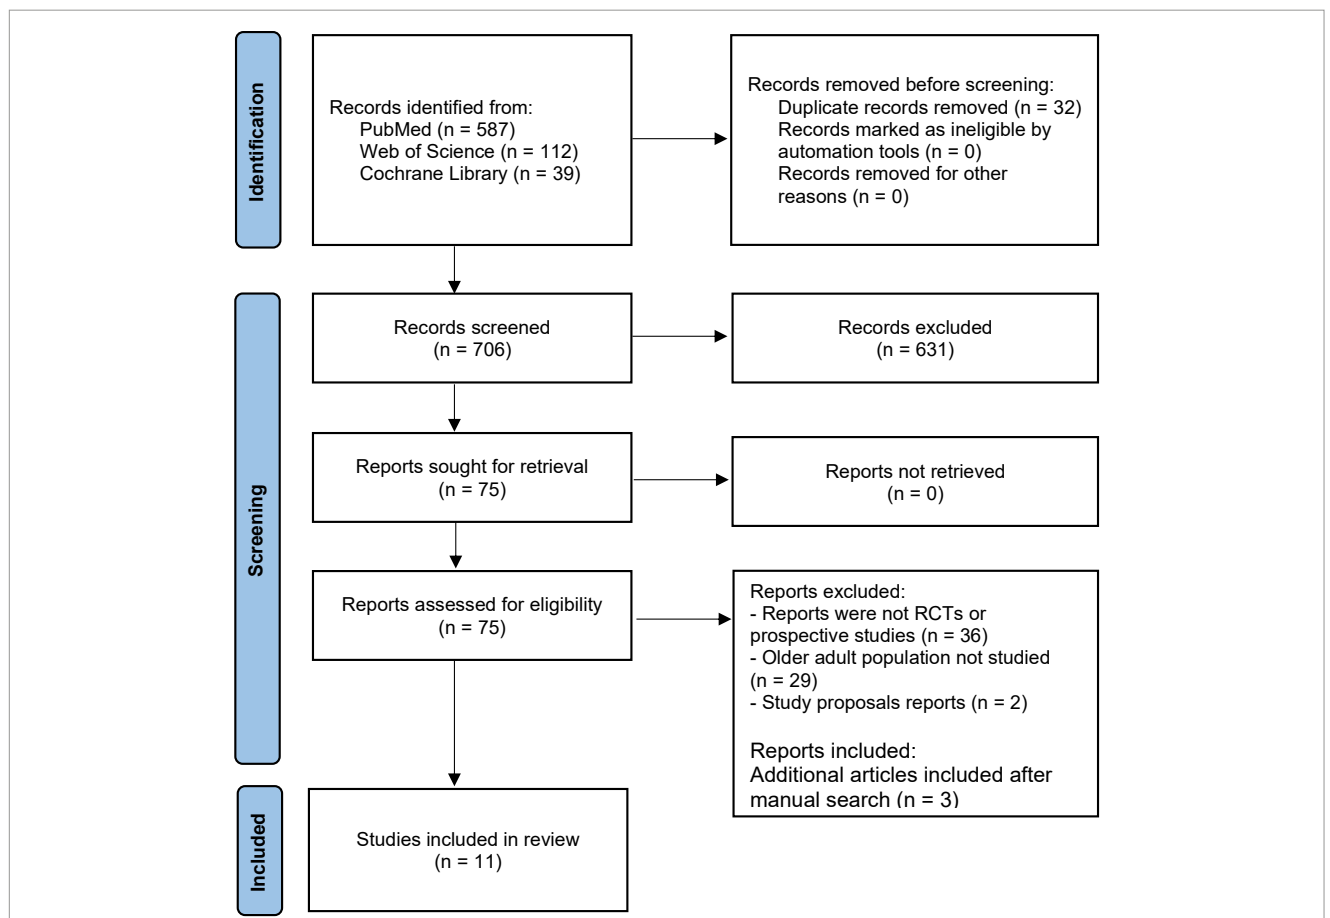 Identification
Records identified from:
PubMed (n = 587)
Web of Science (n = 112)
Cochrane Library (n = 39)
Records removed before screening:
Duplicate records removed (n = 32)
Records marked as ineligible by
automation tools (n = 0)
Records removed for other
reasons (n = 0)
Screening
Records screened
(n = 706)
Records excluded
(n = 631)
Reports sought for retrieval
(n = 75)
Reports not retrieved
(n = 0)
Reports assessed for eligibility
(n = 75)
Reports excluded:
- Reports were not RCTs or
prospective studies (n = 36)
- Older adult population not studied
(n = 29)
- Study proposals reports (n = 2)
Reports included:
Additional articles included after
manual search (n = 3)
Included
Studies included in review
(n = 11)